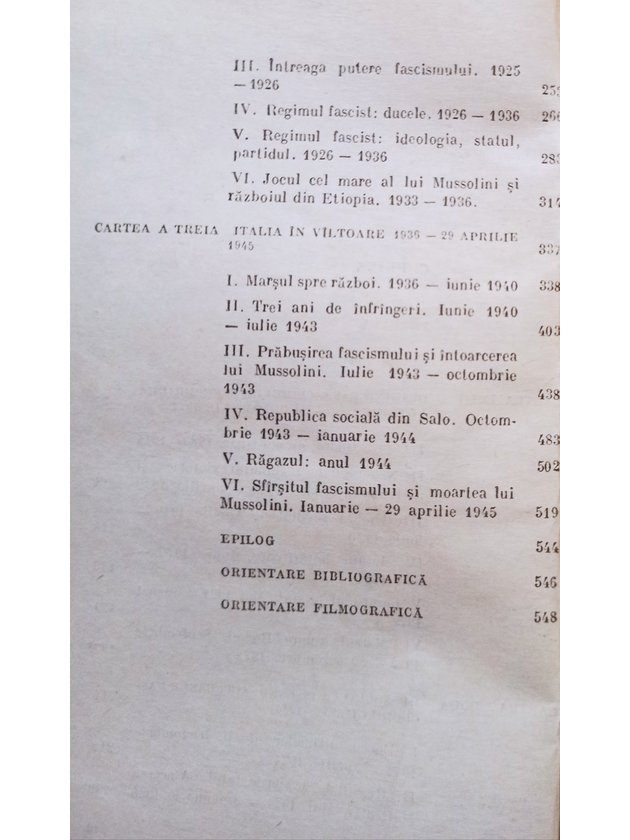 III. Întreaga putere fascismului. 1925
— 1926
IV. Regimul fascist: ducele. 1926 — 1936 266
V. Regimul fascist: ideologia, statul,
partidul. 1926 — 1936
VI. Jocul cel mare al lui Mussolini și
războiul din Etiopia. 1933 — 1936. 314
CARTEA A TREIA ITALIA ÎN VÎLTOARE 1936 — 29 APRILIE
1945 337
I. Marșul spre război. 1936 — iunie 1940 338
II. Trei ani de înfrîngeri. Iunie 1940
— iulie 1943 403
III. Prăbușirea fascismului și întoarcerea
lui Mussolini. Iulie 1943 — octombrie
1943 438
IV. Republica socială din Salo. Octom-
brie 1943 — ianuarie 1944 483
V. Răgazul: anul 1944 502
VI. Sfîrșitul fascismului și moartea lui
Mussolini. Ianuarie — 29 aprilie 1945 519
EPILOG 544
ORIENTARE BIBLIOGRAFICĂ 546
ORIENTARE FILMOGRAFICĂ 548